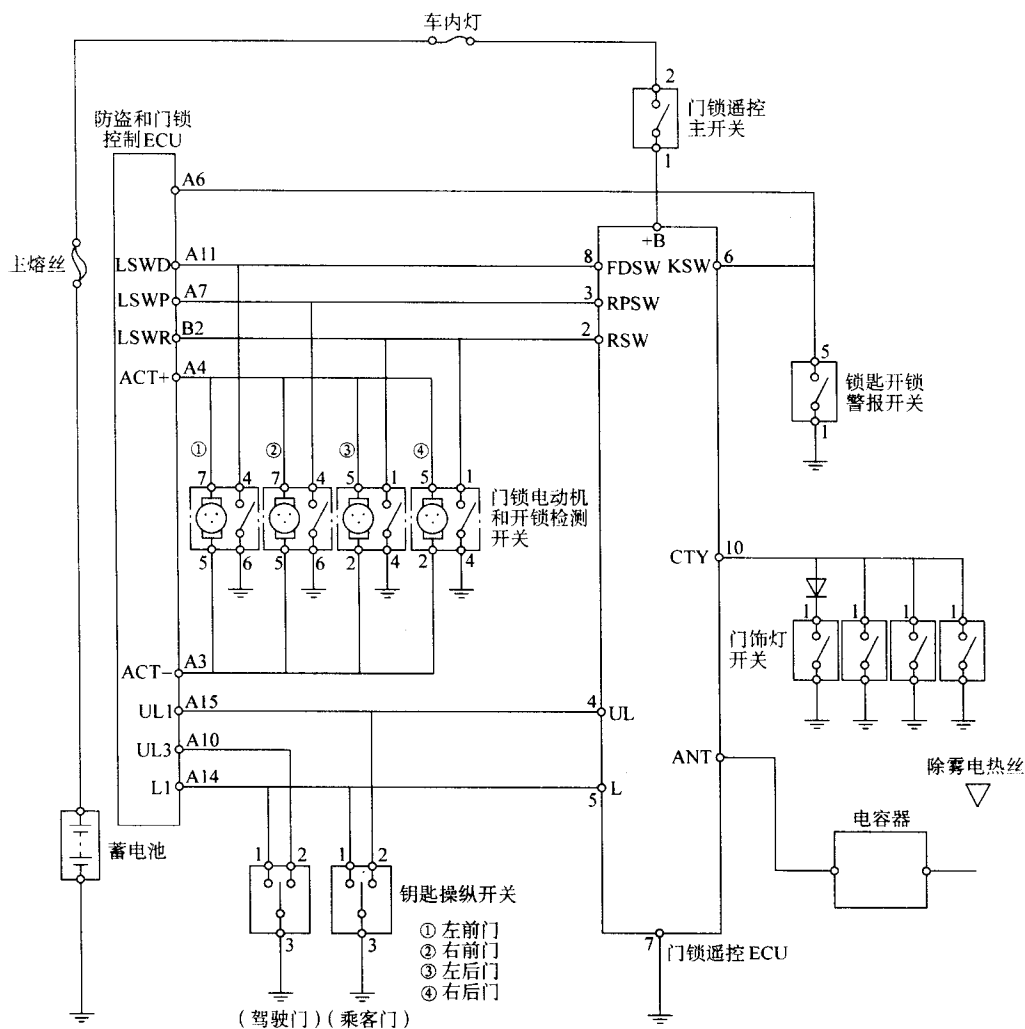 车内灯
2
门锁遥控
主开关
1
防盗和门锁
控制ECU
A6
+B
主熔丝
LSWD
A11
8
FDSW
KSW
6
LSWP
A7
3
RPSW
LSWR
B2
2
RSW
ACT+
A4
5
锁匙开锁
警报开关
1
① ② ③ ④
7 4 7 4 5 1 5 1
门锁电动机
和开锁检测
开关
5 6 5 6 2 4 2 4
CTY
10
1 1 1 1
门饰灯
开关
ACT−
A3
UL1
A15
4
UL
UL3
A10
ANT
除雾电热丝
L1
A14
5
L
电容器
蓄电池
1 2 1 2
钥匙操纵开关
① 左前门
② 右前门
③ 左后门
④ 右后门
3 3
7
门锁遥控ECU
(驾驶门)(乘客门)